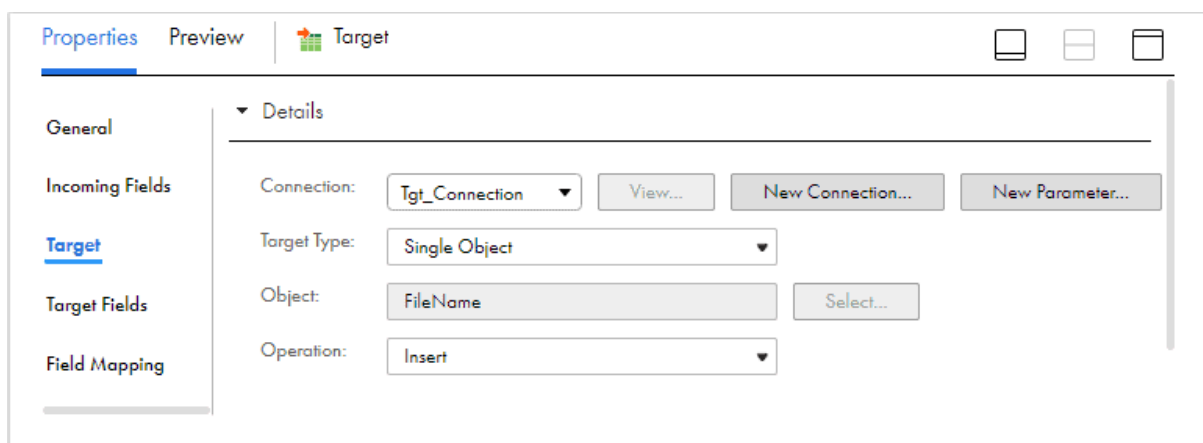 Properties Preview Target
General
Incoming Fields
Target
Target Fields
Field Mapping
Details
Connection: Tgt_Connection View... New Connection... New Parameter...
Target Type: Single Object
Object: FileName Select...
Operation: Insert